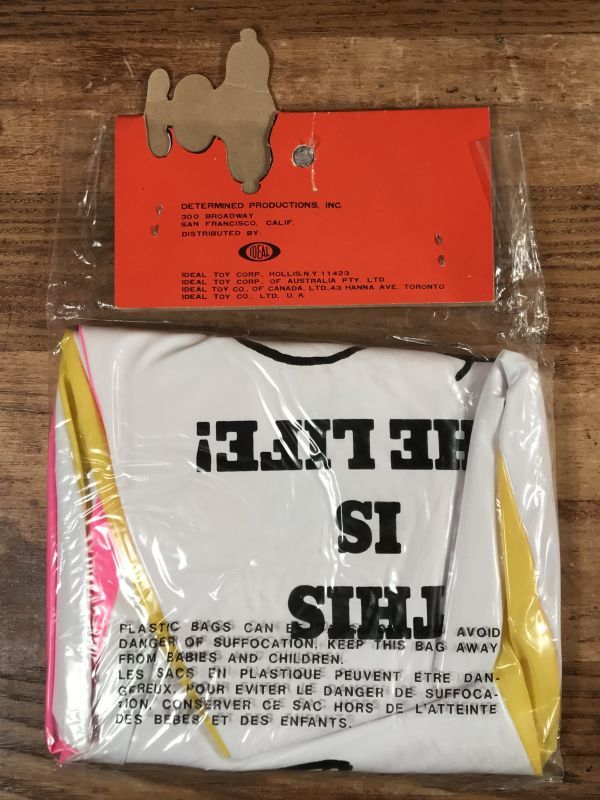 DETERMINED PRODUCTIONS, INC.
300 BROADWAY
SAN FRANCISCO, CALIF.
DISTRIBUTED BY:
IDEAL
IDEAL TOY CORP., HOLLIS.N.Y. 11423
IDEAL TOY CORP., OF AUSTRALIA PTY. LTD.
IDEAL TOY CO., OF CANADA, LTD.,43 HANNA AVE. TORONTO
IDEAL TOY CO., LTD., U. K.
THIS
IS
HE LIFE!
PLASTIC BAGS CAN AVOID
DANGER OF SUFFOCATION. KEEP THIS BAG AWAY
FROM BABIES AND CHILDREN.
LES SACS EN PLASTIQUE PEUVENT ÊTRE DAN-
GEREUX. POUR EVITER LE DANGER DE SUFFOCA-
TION, CONSERVER CE SAC HORS DE L'ATTEINTE
DES BEBES ET DES ENFANTS.